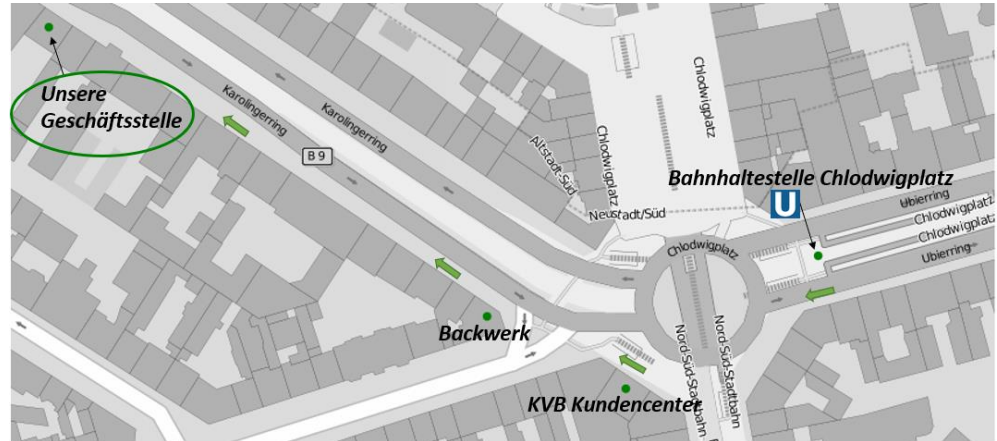 Unsere
Geschäftsstelle
Karolingerring
Karolingerring
B 9
Altstadt-Süd
Neustadt/Süd
Chlodwigplatz
Chlodwigplatz
Bahnhaltestelle Chlodwigplatz
U
Ubierring
Chlodwigplatz
Chlodwigplatz
Ubierring
Chlodwigplatz
Backwerk
KVB Kundencenter
Nord-Süd-Stadtbahn
Nord-Süd-Stadtbahn